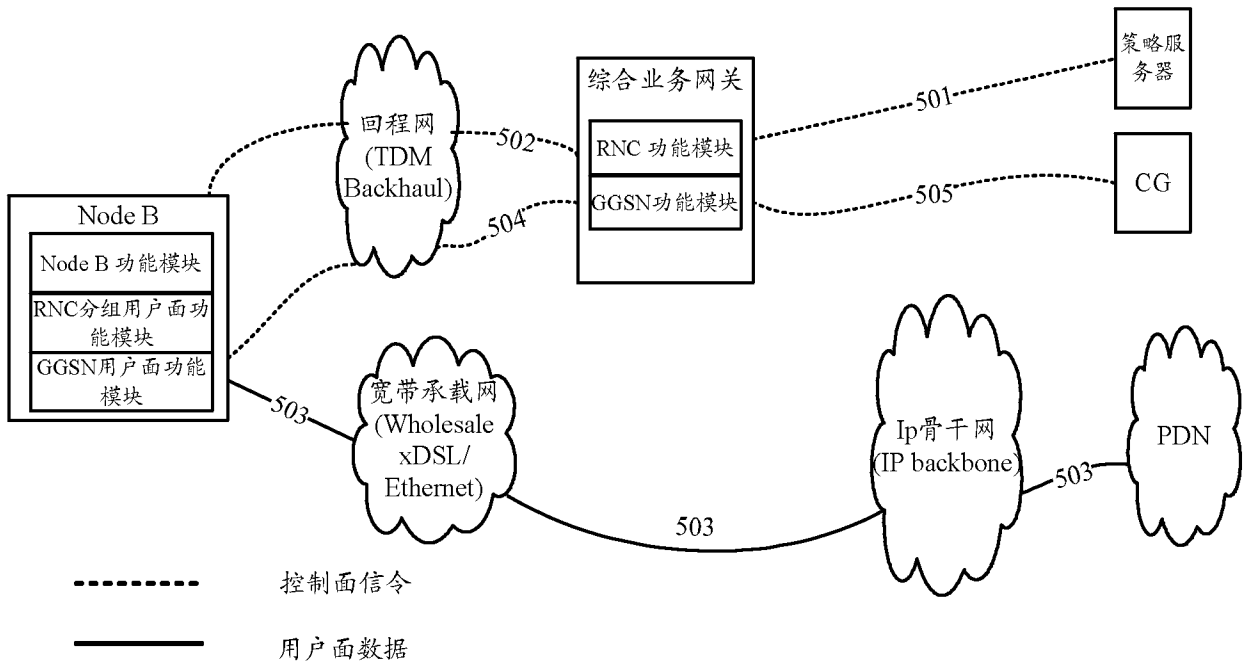 Node B
Node B 功能模块
RNC分组用户面功
能模块
GGSN用户面功能
模块
回程网
(TDM
Backhaul)
502
504
综合业务网关
RNC 功能模块
GGSN功能模块
501
505
策略服
务器
CG
503
宽带承载网
(Wholesale
xDSL/
Ethernet)
503
Ip骨干网
(IP backbone)
503
PDN
控制面信令
用户面数据